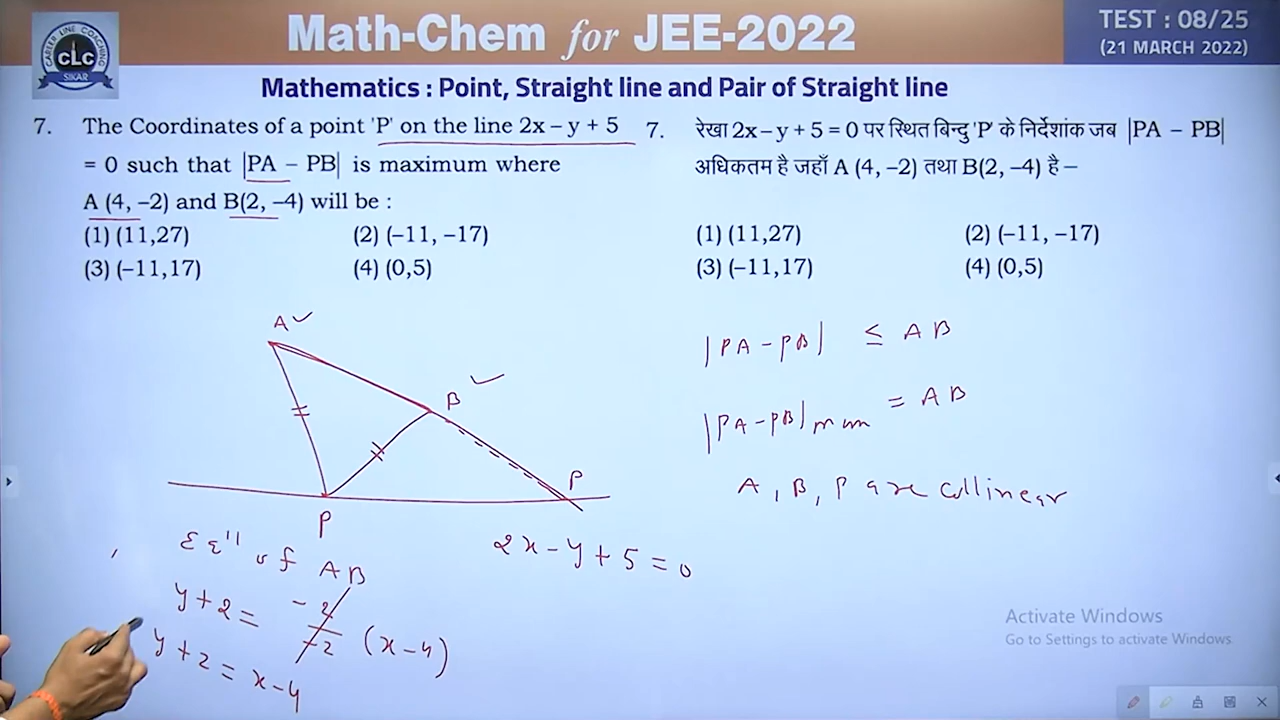 Math-Chem for JEE-2022
TEST : 08/25
(21 MARCH 2022)
CAREER LINE COACHING
CLC
SIKAR
Mathematics : Point, Straight line and Pair of Straight line
7. The Coordinates of a point 'P' on the line 2x – y + 5
= 0 such that |PA – PB| is maximum where
A (4, –2) and B(2, –4) will be :
(1) (11,27) (2) (–11, –17)
(3) (–11,17) (4) (0,5)
7. रेखा 2x – y + 5 = 0 पर स्थित बिन्दु 'P' के निर्देशांक जब |PA – PB|
अधिकतम है जहाँ A (4, –2) तथा B(2, –4) है –
(1) (11,27) (2) (–11, –17)
(3) (–11,17) (4) (0,5)
A
B
P
P
2x – y + 5 = 0
|PA – PB| ≤ AB
|PA – PB| = AB
A, B, P are collinear
of AB
y + 2 = -2/-2 (x – 4)
y + 2 = x – 4
Activate Windows
Go to Settings to activate Windows.